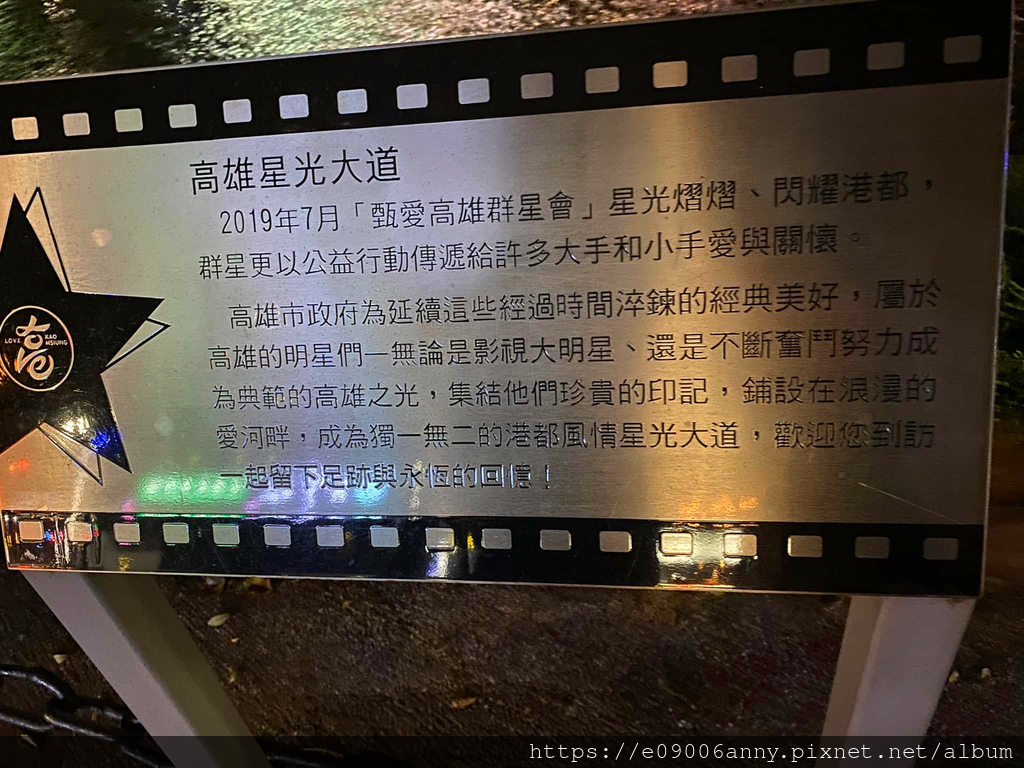 高雄星光大道
2019年7月「甄愛高雄群星會」星光熠熠、閃耀港都，
群星更以公益行動傳遞給許多大手和小手愛與關懷。
高雄市政府為延續這些經過時間淬鍊的經典美好，屬於
高雄的明星們—無論是影視大明星、還是不斷奮鬥努力成
為典範的高雄之光，集結他們珍貴的印記，鋪設在浪漫的
愛河畔，成為獨一無二的港都風情星光大道，歡迎您到訪
一起留下足跡與永恆的回憶！
LOVE KAOHSIUNG
https://e09006anny.pixnet.net/album